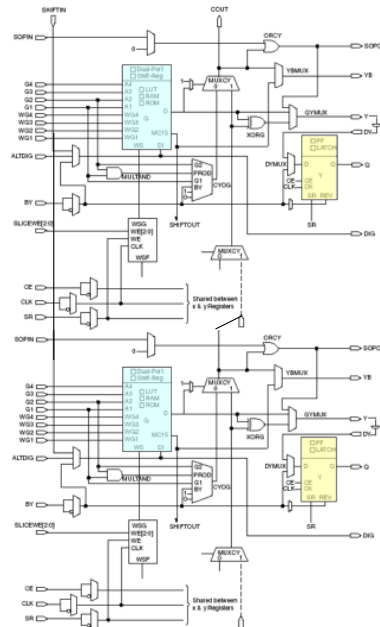 SHIFTIN
COUT
SOPIN
0
ORCY
SOPO
Dual-Port
Shift-Reg
YBMUX
YB
MUXCY
0 1
1
G4
A4
LUT
G3
A3
RAM
G2
A2
ROM
G1
A1
WG4
WG4
G
D
WG3
WG3
WG2
WG2
MC15
WG1
WG1
WS DI
GYMUX
Y
DY
XORG
ALTDIG
MULTAND
G2
PROD
G1
BY
1
0
CYOG
FF
LATCH
DYMUX
D
Y
Q
Q
CE
CE
CLK
CK
SR REV
SR
BY
SLICEWE[2:0]
WSG
WE[2:0]
WE
CLK
WSF
SHIFTOUT
DIG
MUXCY
0 1
CE
CLK
SR
Shared between
x & y Registers
SOPIN
0
ORCY
SOPO
Dual-Port
Shift-Reg
YBMUX
YB
MUXCY
0 1
1
G4
A4
LUT
G3
A3
RAM
G2
A2
ROM
G1
A1
WG4
WG4
G
D
WG3
WG3
WG2
WG2
MC15
WG1
WG1
WS DI
GYMUX
Y
DY
XORG
ALTDIG
MULTAND
G2
PROD
G1
BY
1
0
CYOG
FF
LATCH
DYMUX
D
Y
Q
Q
CE
CE
CLK
CK
SR REV
SR
BY
SLICEWE[2:0]
WSG
WE[2:0]
WE
CLK
WSF
SHIFTOUT
DIG
MUXCY
0 1
CE
CLK
SR
Shared between
x & y Registers